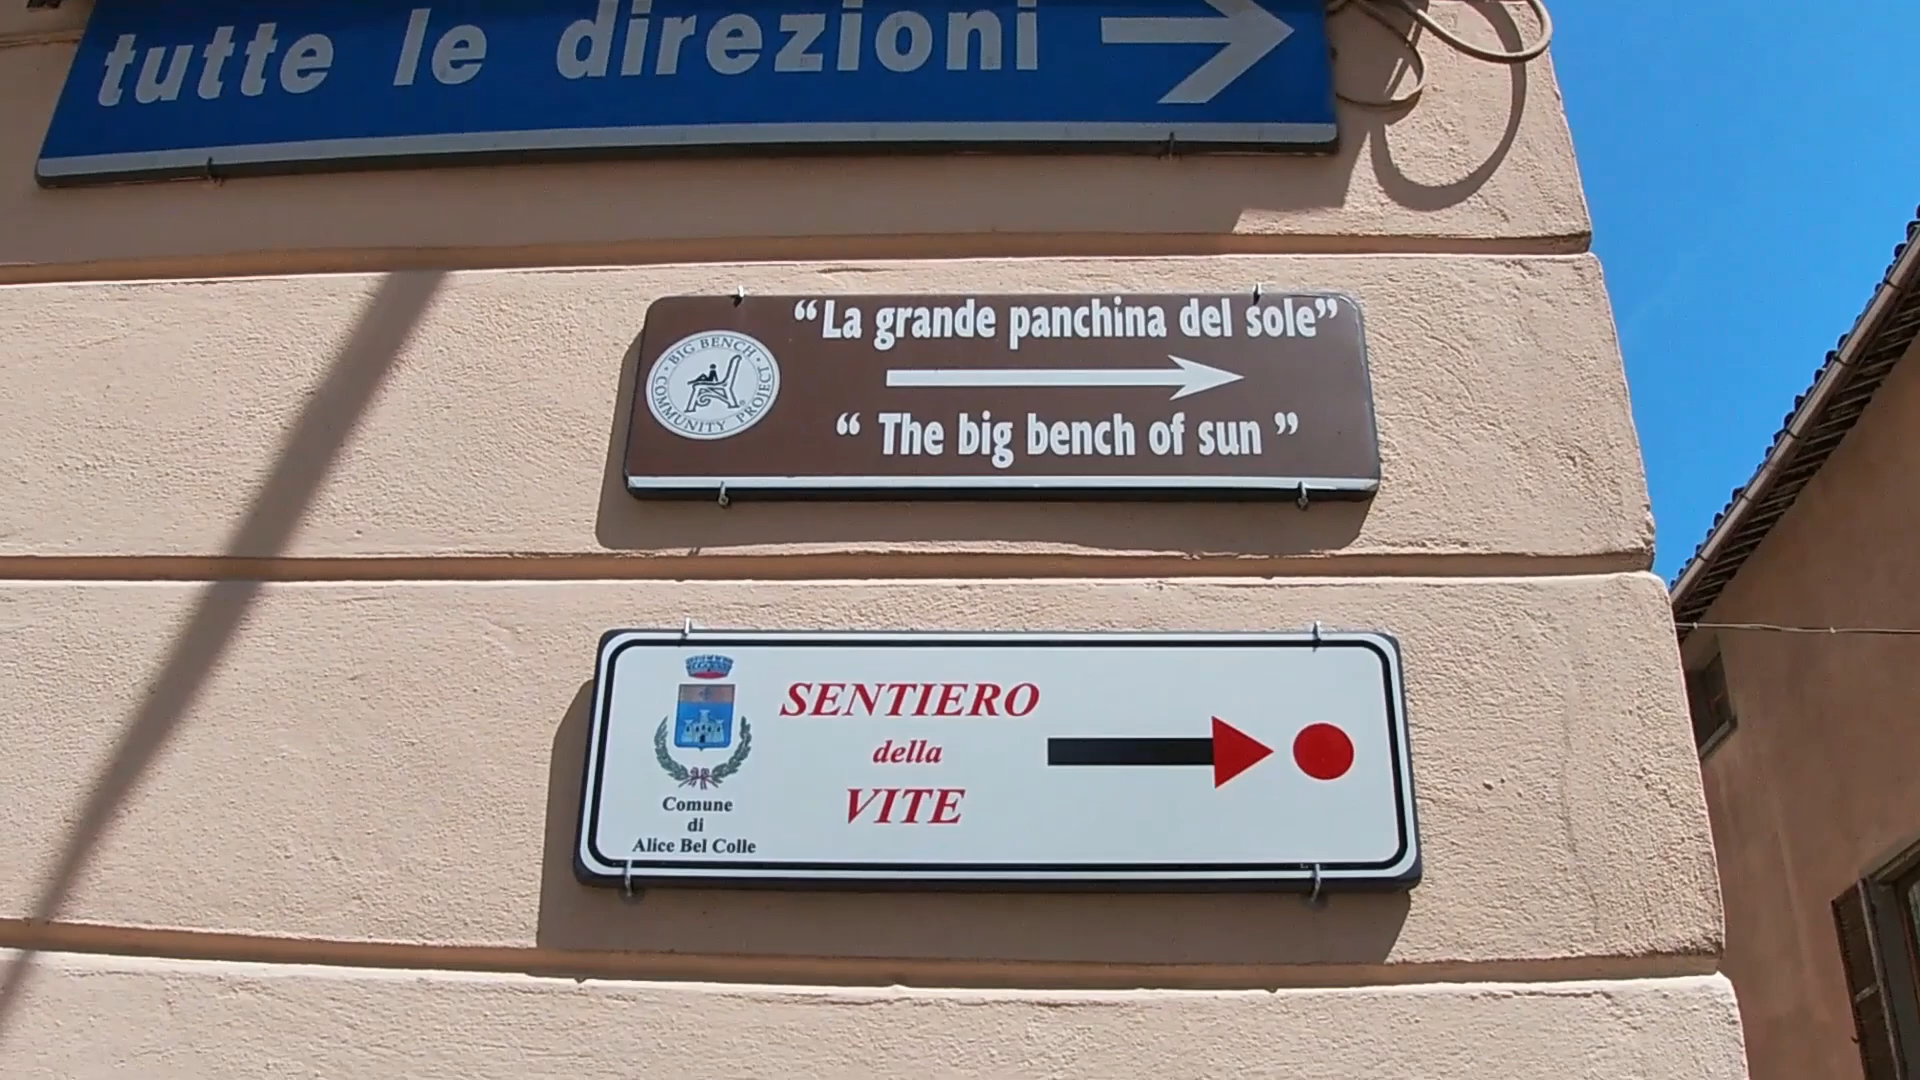 tutte le direzioni
BIG BENCH
COMMUNITY PROJECT
“La grande panchina del sole”
“ The big bench of sun ”
SENTIERO
della
VITE
Comune
di
Alice Bel Colle